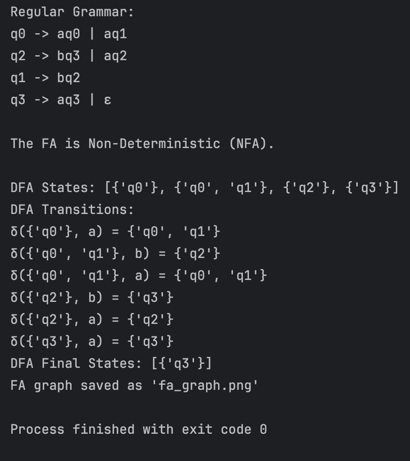 Regular Grammar:
q0 -> aq0 | aq1
q2 -> bq3 | aq2
q1 -> bq2
q3 -> aq3 | ε
The FA is Non-Deterministic (NFA).
DFA States: [{'q0'}, {'q0', 'q1'}, {'q2'}, {'q3'}]
DFA Transitions:
δ({'q0'}, a) = {'q0', 'q1'}
δ({'q0', 'q1'}, b) = {'q2'}
δ({'q0', 'q1'}, a) = {'q0', 'q1'}
δ({'q2'}, b) = {'q3'}
δ({'q2'}, a) = {'q2'}
δ({'q3'}, a) = {'q3'}
DFA Final States: [{'q3'}]
FA graph saved as 'fa_graph.png'
Process finished with exit code 0